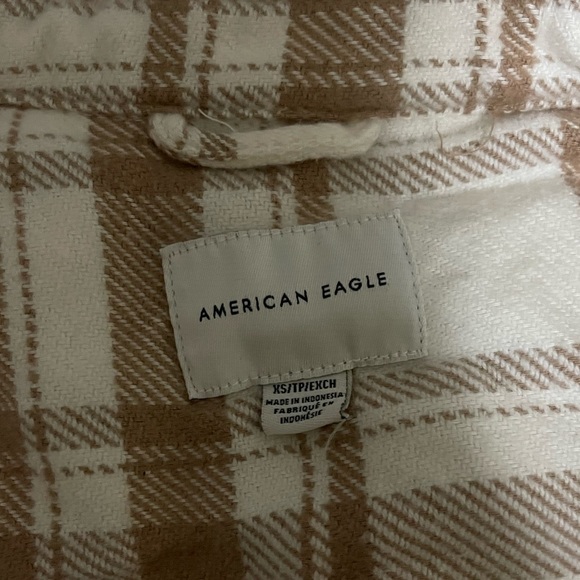 AMERICAN EAGLE
XS/TP/EXCH
MADE IN INDONESIA
FABRIQUÉ EN
INDONÉSIE